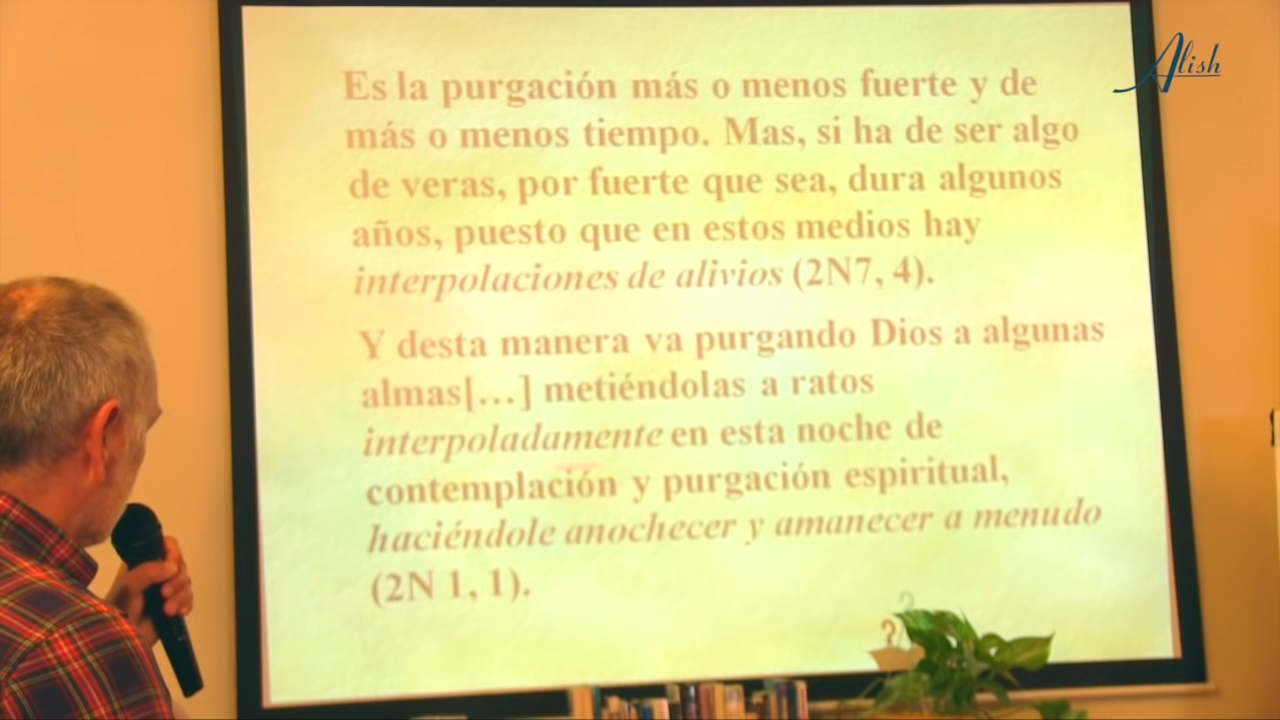 Alish
Es la purgación más o menos fuerte y de
más o menos tiempo. Mas, si ha de ser algo
de veras, por fuerte que sea, dura algunos
años, puesto que en estos medios hay
interpolaciones de alivios (2N7, 4).
Y desta manera va purgando Dios a algunas
almas[...] metiéndolas a ratos
interpoladamente en esta noche de
contemplación y purgación espiritual,
haciéndole anochecer y amanecer a menudo
(2N 1, 1).
?
?